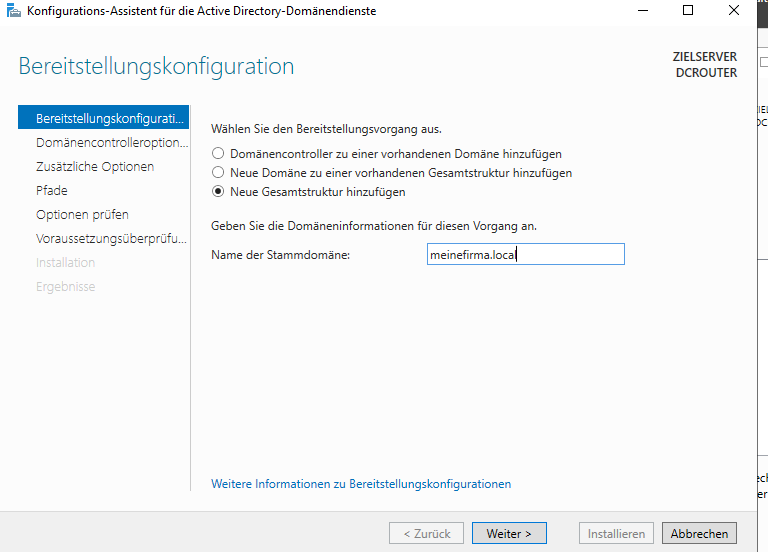 Konfigurations-Assistent für die Active Directory-Domänendienste
Bereitstellungskonfiguration
ZIELSERVER
DCROUTER
Bereitstellungskonfigurati...
Domänencontrolleroption...
Zusätzliche Optionen
Pfade
Optionen prüfen
Voraussetzungsüberprüfu...
Installation
Ergebnisse
Wählen Sie den Bereitstellungsvorgang aus.
Domänencontroller zu einer vorhandenen Domäne hinzufügen
Neue Domäne zu einer vorhandenen Gesamtstruktur hinzufügen
Neue Gesamtstruktur hinzufügen
Geben Sie die Domäneninformationen für diesen Vorgang an.
Name der Stammdomäne:
meinefirma.local
Weitere Informationen zu Bereitstellungskonfigurationen
< Zurück
Weiter >
Installieren
Abbrechen